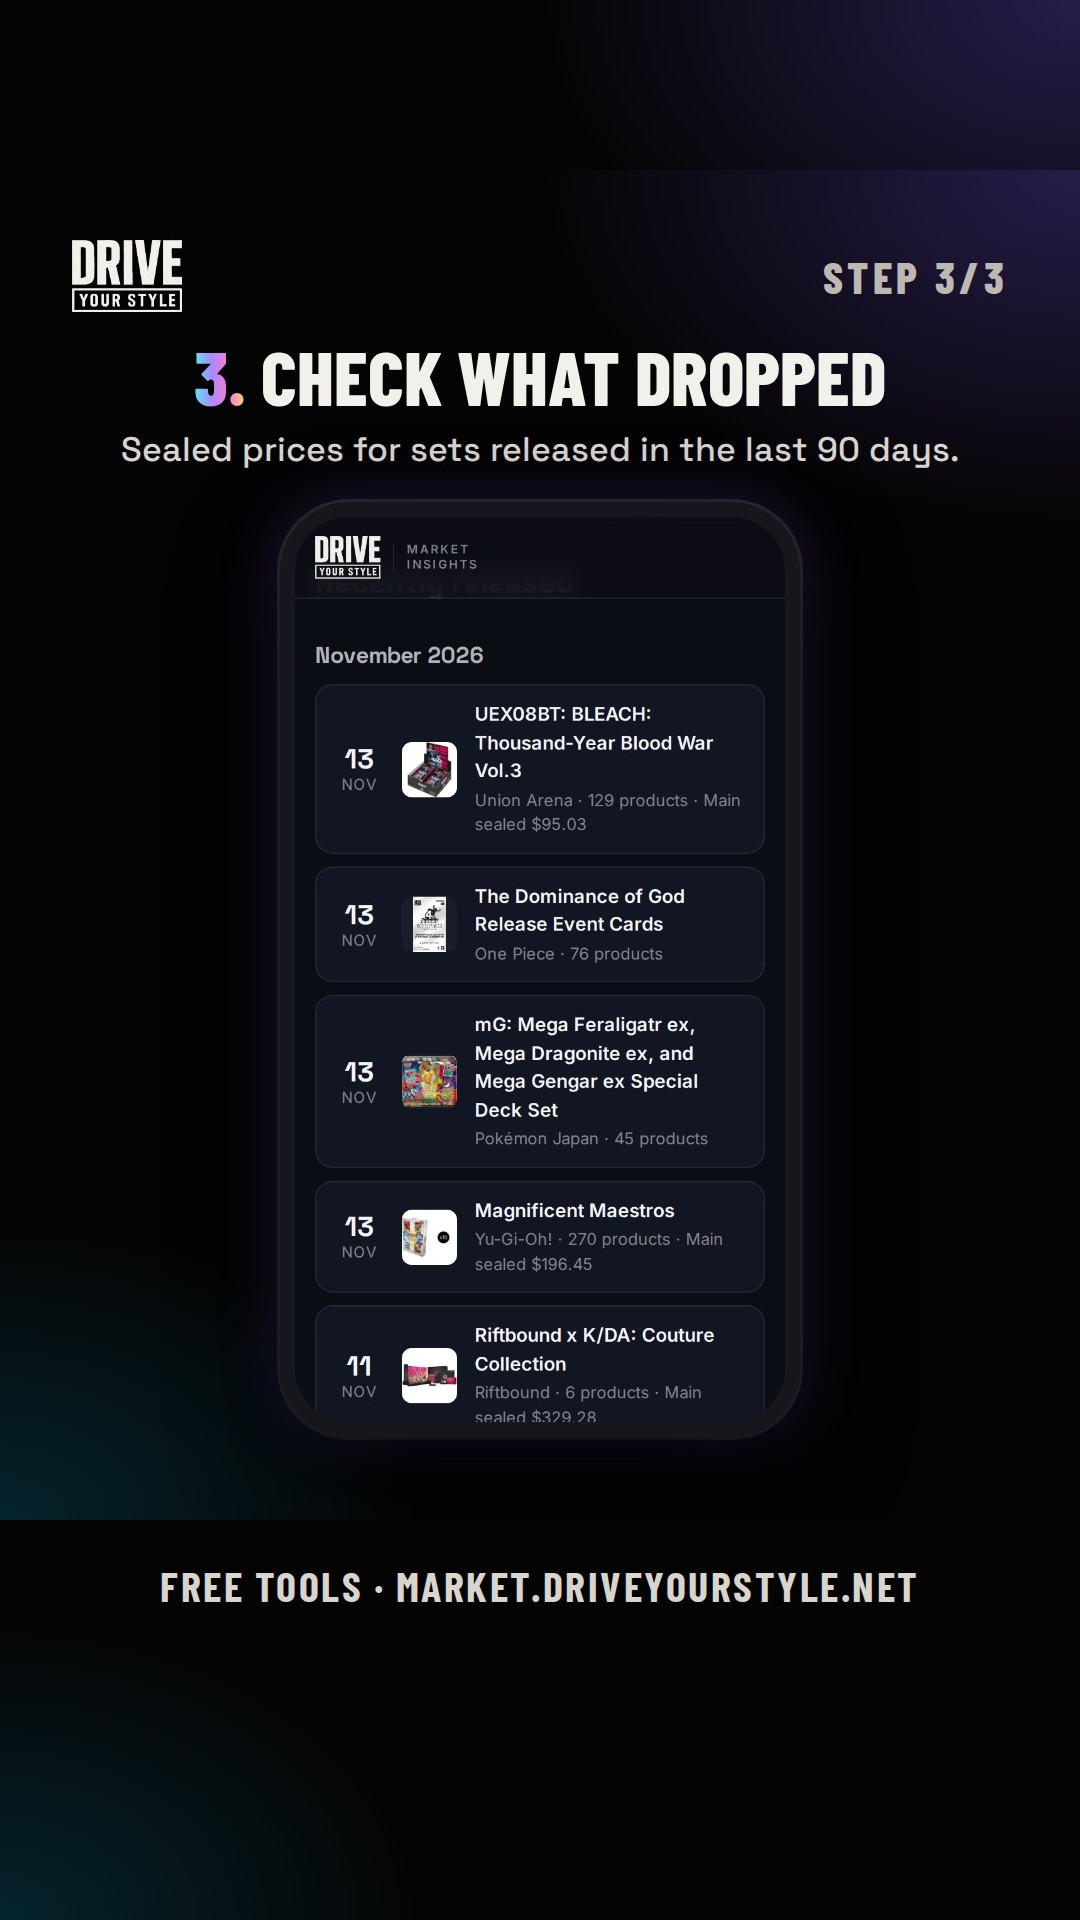 DRIVE
YOUR STYLE
STEP 3/3
3. CHECK WHAT DROPPED
Sealed prices for sets released in the last 90 days.
DRIVE
YOUR STYLE
MARKET
INSIGHTS
Recently released
November 2026
13
NOV
UEX08BT: BLEACH:
Thousand-Year Blood War
Vol.3
Union Arena · 129 products · Main
sealed $95.03
13
NOV
The Dominance of God
Release Event Cards
One Piece · 76 products
13
NOV
mG: Mega Feraligatr ex,
Mega Dragonite ex, and
Mega Gengar ex Special
Deck Set
Pokémon Japan · 45 products
13
NOV
Magnificent Maestros
Yu-Gi-Oh! · 270 products · Main
sealed $196.45
11
NOV
Riftbound x K/DA: Couture
Collection
Riftbound · 6 products · Main
sealed $329.28
FREE TOOLS · MARKET.DRIVEYOURSTYLE.NET